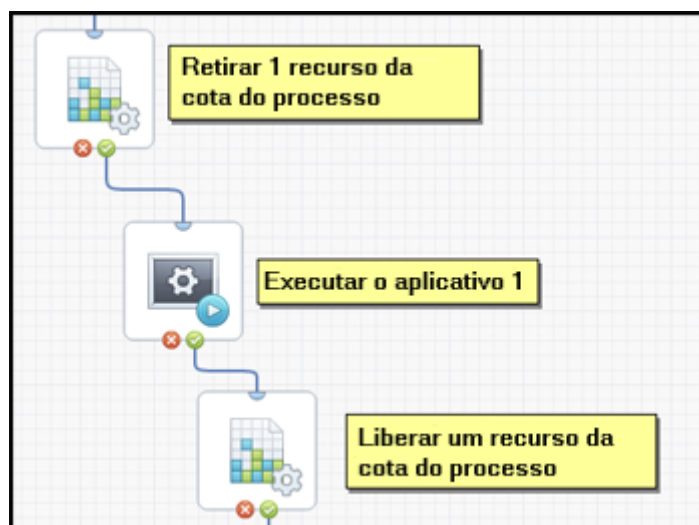 Retirar 1 recurso da
cota do processo
Executar o aplicativo 1
Liberar um recurso da
cota do processo